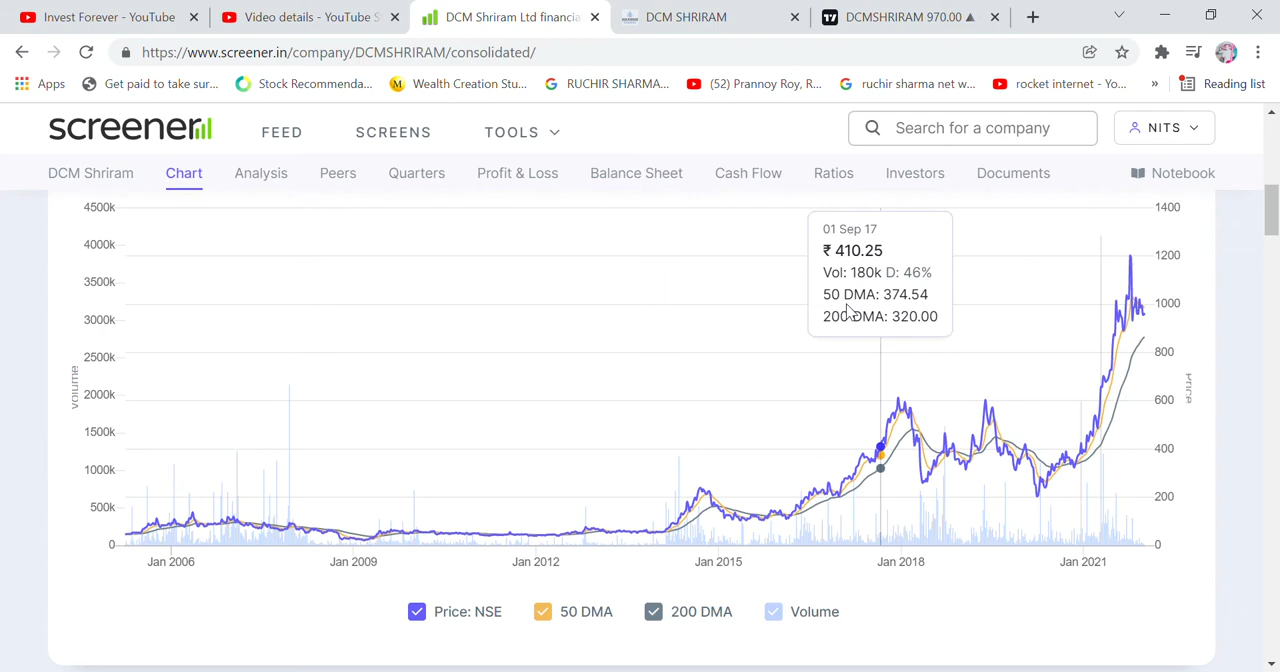 Invest Forever - YouTube
Video details - YouTube S
DCM Shriram Ltd financia
DCM SHRIRAM
DCMSHRIRAM 970.00 ▲
https://www.screener.in/company/DCMSHRIRAM/consolidated/
Apps
Get paid to take sur...
Stock Recommenda...
Wealth Creation Stu...
RUCHIR SHARMA...
(52) Prannoy Roy, R...
ruchir sharma net w...
rocket internet - Yo...
»
Reading list
screener
FEED
SCREENS
TOOLS
Search for a company
NITS
DCM Shriram
Chart
Analysis
Peers
Quarters
Profit & Loss
Balance Sheet
Cash Flow
Ratios
Investors
Documents
Notebook
4500k
4000k
3500k
3000k
2500k
2000k
1500k
1000k
500k
0
Volume
01 Sep 17
₹ 410.25
Vol: 180k D: 46%
50 DMA: 374.54
200 DMA: 320.00
1400
1200
1000
800
600
400
200
0
Price
Jan 2006
Jan 2009
Jan 2012
Jan 2015
Jan 2018
Jan 2021
Price: NSE
50 DMA
200 DMA
Volume